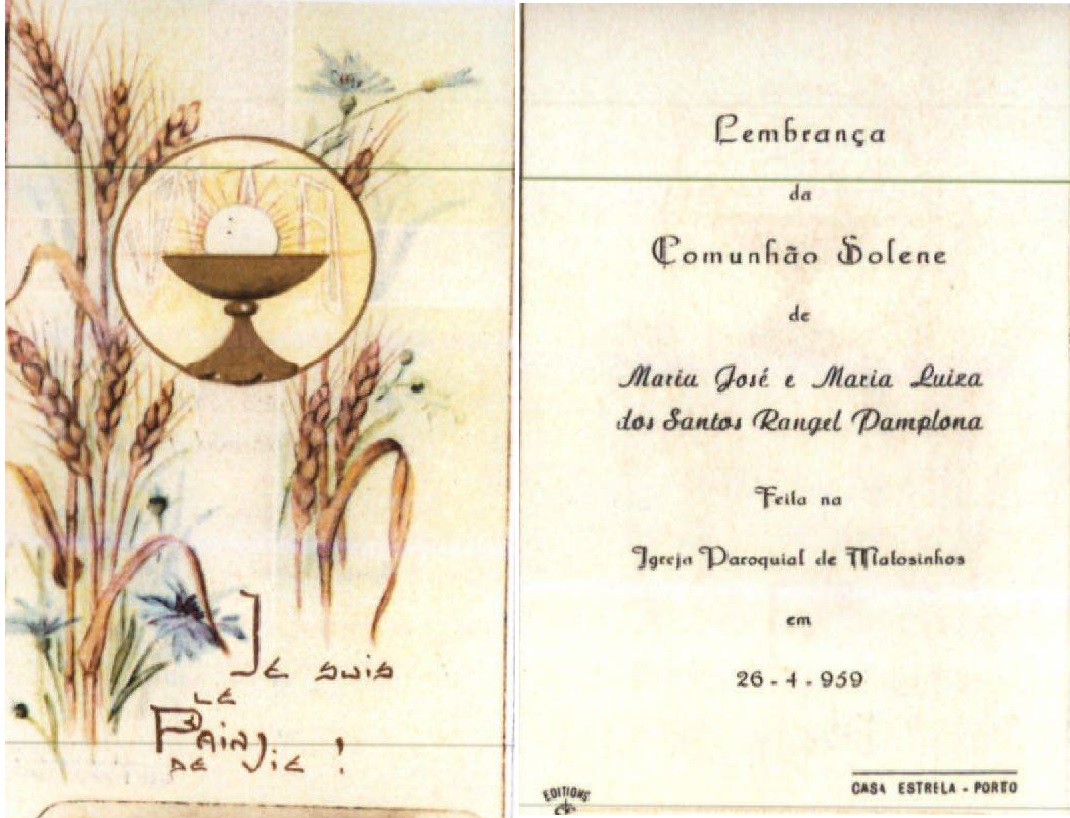 Je suis
le
Pain
de Vie !
Lembrança
da
Comunhão Solene
de
Maria José e Maria Luiza
dos Santos Rangel Pamplona
Feita na
Igreja Paroquial de Matosinhos
em
26 - 4 - 959
EDITIONS
CASA ESTRELA - PORTO